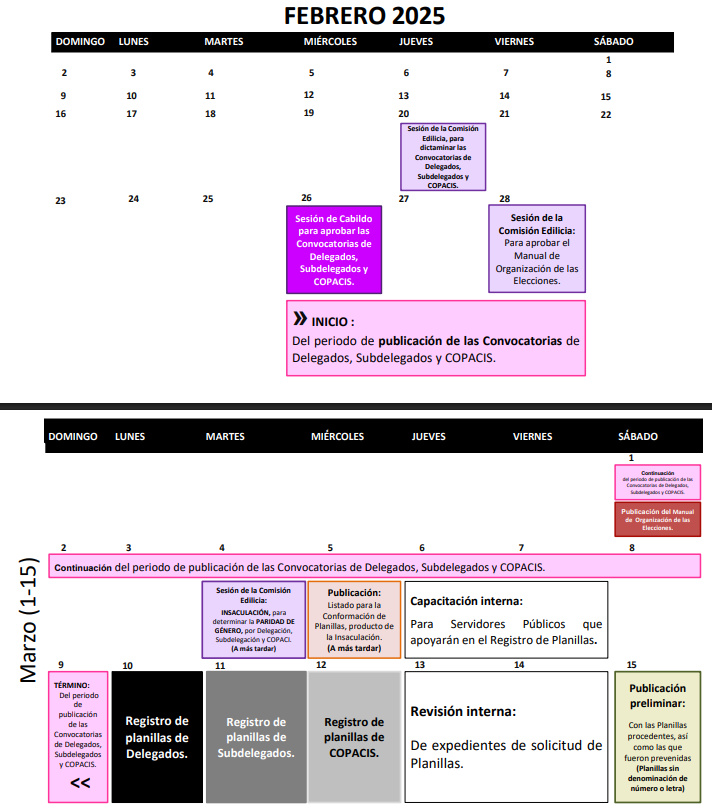 FEBRERO 2025
DOMINGO LUNES MARTES MIÉRCOLES JUEVES VIERNES SÁBADO
1
2 3 4 5 6 7 8
9 10 11 12 13 14 15
16 17 18 19 20 21 22
Sesión de la Comisión
Edilicia, para
dictaminar las
Convocatorias de
Delegados,
Subdelegados y
COPACIS.
23 24 25 26 27 28
Sesión de Cabildo
para aprobar las
Convocatorias de
Delegados,
Subdelegados y
COPACIS.
Sesión de la
Comisión Edilicia:
Para aprobar el
Manual de
Organización de las
Elecciones.
» INICIO :
Del periodo de publicación de las Convocatorias de
Delegados, Subdelegados y COPACIS.
Marzo (1-15)
DOMINGO LUNES MARTES MIÉRCOLES JUEVES VIERNES SÁBADO
1
Continuación
del periodo de publicación de las
Convocatorias de Delegados,
Subdelegados y COPACIS.
Publicación del Manual
de Organización de las
Elecciones.
2 3 4 5 6 7 8
Continuación del periodo de publicación de las Convocatorias de Delegados, Subdelegados y COPACIS.
Sesión de la Comisión
Edilicia:
INSACULACIÓN, para
determinar la PARIDAD DE
GÉNERO, por Delegación,
Subdelegación y COPACI.
(A más tardar)
Publicación:
Listado para la
Conformación de
Planillas, producto de
la Insaculación.
(A más tardar)
Capacitación interna:
Para Servidores Públicos que
apoyarán en el Registro de Planillas.
9 10 11 12 13 14 15
TÉRMINO:
Del periodo
de
publicación
de las
Convocatorias
de Delegados,
Subdelegados
y COPACIS.
<<
Registro de
planillas de
Delegados.
Registro de
planillas de
Subdelegados.
Registro de
planillas de
COPACIS.
Revisión interna:
De expedientes de solicitud de
Planillas.
Publicación
preliminar:
Con las Planillas
procedentes, así
como las que
fueron prevenidas
(Planillas sin
denominación de
número o letra)